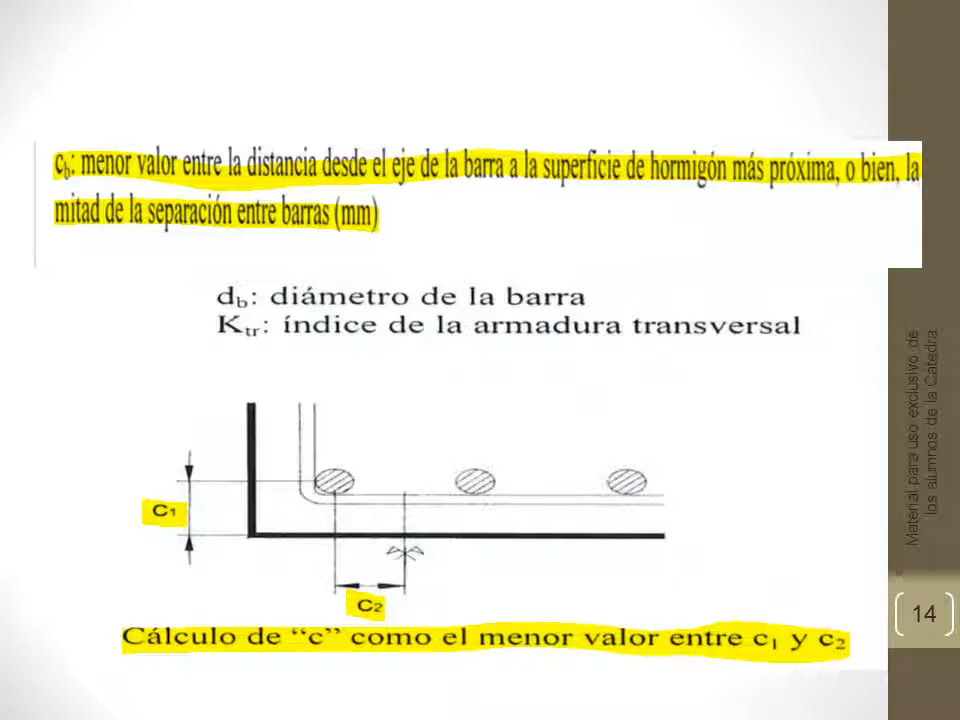 c_b: menor valor entre la distancia desde el eje de la barra a la superficie de hormigón más próxima, o bien, la
mitad de la separación entre barras (mm)
d_b: diámetro de la barra
K_tr: índice de la armadura transversal
c₁
c₂
Cálculo de “c” como el menor valor entre c₁ y c₂
Material para uso exclusivo de
los alumnos de la Catedra
14